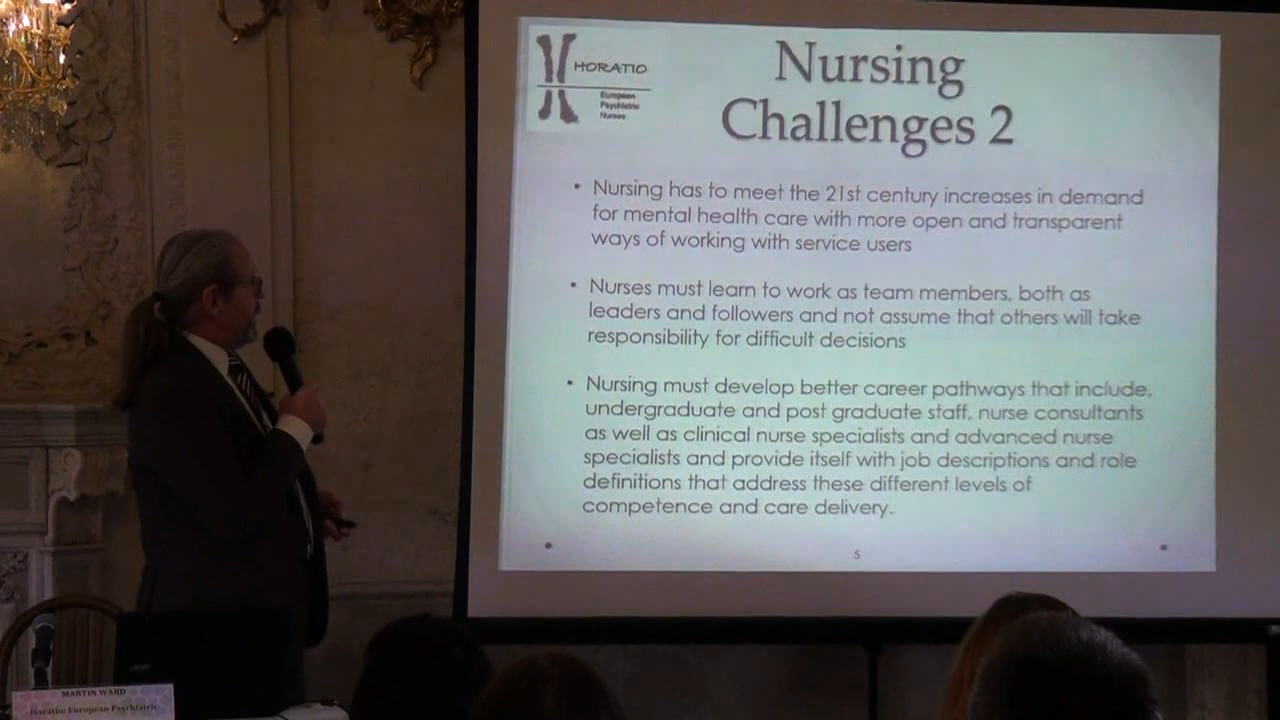 HORATIO
European
Psychiatric
Nurses
Nursing
Challenges 2
• Nursing has to meet the 21st century increases in demand
for mental health care with more open and transparent
ways of working with service users
• Nurses must learn to work as team members, both as
leaders and followers and not assume that others will take
responsibility for difficult decisions
• Nursing must develop better career pathways that include,
undergraduate and post graduate staff, nurse consultants
as well as clinical nurse specialists and advanced nurse
specialists and provide itself with job descriptions and role
definitions that address these different levels of
competence and care delivery.
5
MARTIN WARD
Horatio: European Psychiatric